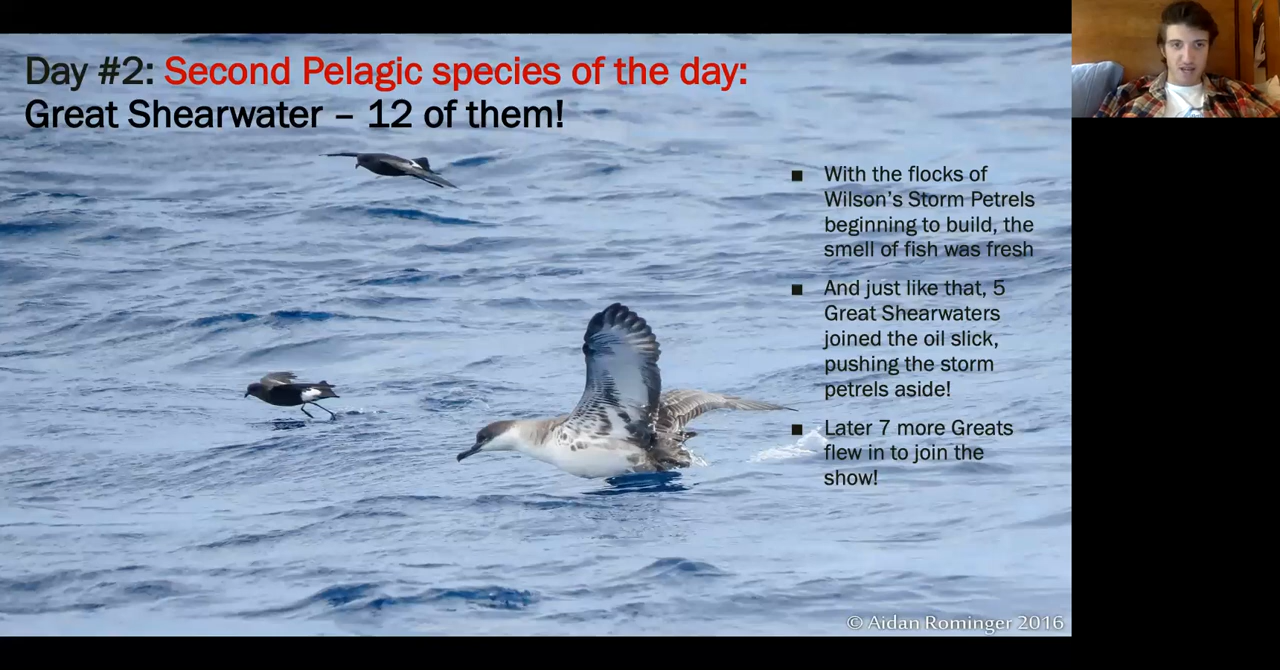 Day #2: Second Pelagic species of the day:
Great Shearwater – 12 of them!
■ With the flocks of
Wilson's Storm Petrels
beginning to build, the
smell of fish was fresh
■ And just like that, 5
Great Shearwaters
joined the oil slick,
pushing the storm
petrels aside!
■ Later 7 more Greats
flew in to join the
show!
© Aidan Rominger 2016